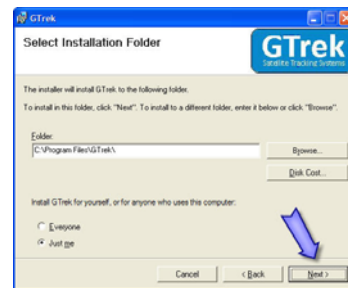 GTrek
Select Installation Folder
GTrek
Satellite Tracking Systems
The installer will install GTrek to the following folder.
To install in this folder, click "Next". To install to a different folder, enter it below or click "Browse".
Folder:
C:\Program Files\GTrek\
Browse...
Disk Cost...
Install GTrek for yourself, or for anyone who uses this computer:
Everyone
Just me
Cancel
< Back
Next >